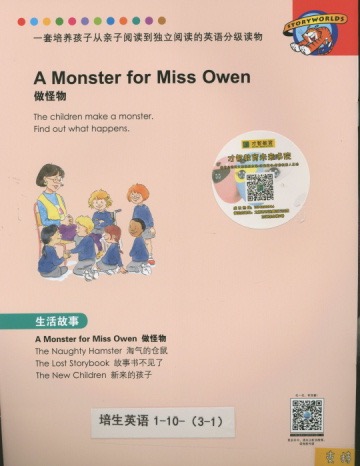 STORYWORLDS
一套培养孩子从亲子阅读到独立阅读的英语分级读物
A Monster for Miss Owen
做怪物
The children make a monster.
Find out what happens.
生活故事
A Monster for Miss Owen 做怪物
The Naughty Hamster 淘气的仓鼠
The Lost Storybook 故事书不见了
The New Children 新来的孩子
培生英语 1-10-（3-1）